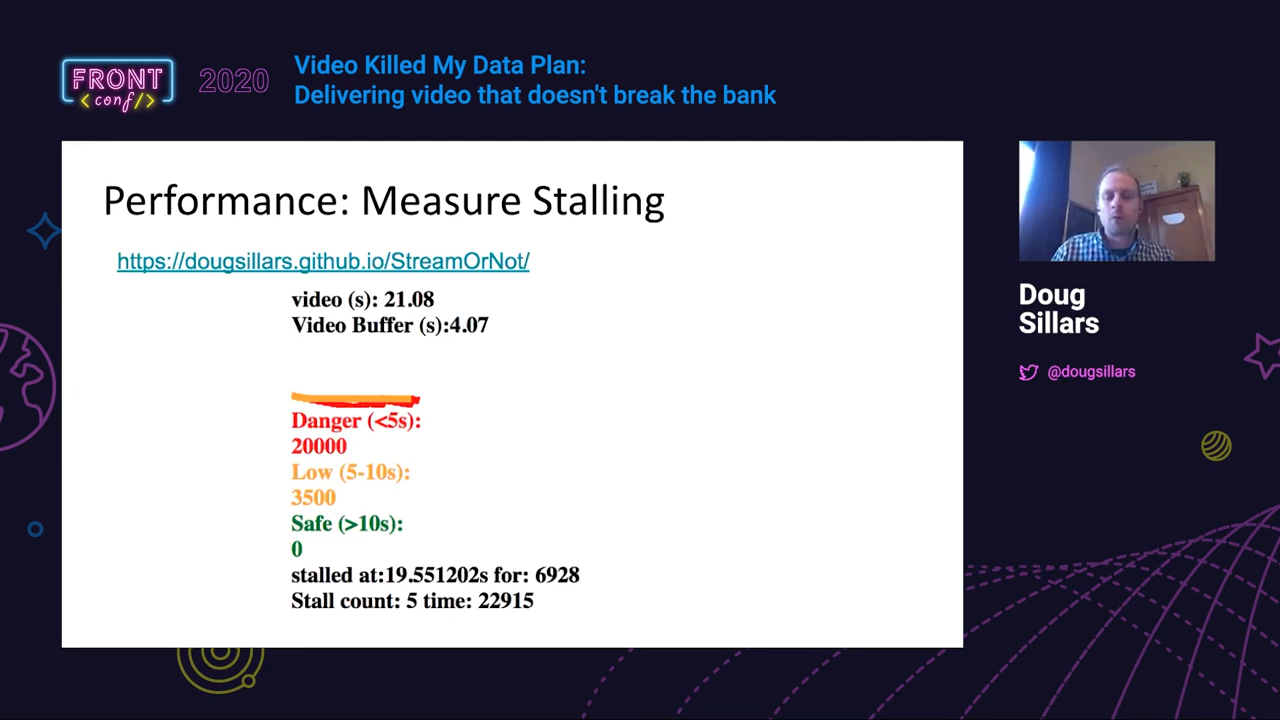 FRONT
<conf/>
2020
Video Killed My Data Plan:
Delivering video that doesn't break the bank
Performance: Measure Stalling
https://dougsillars.github.io/StreamOrNot/
video (s): 21.08
Video Buffer (s):4.07
Danger (<5s):
20000
Low (5-10s):
3500
Safe (>10s):
0
stalled at:19.551202s for: 6928
Stall count: 5 time: 22915
Doug
Sillars
@dougsillars